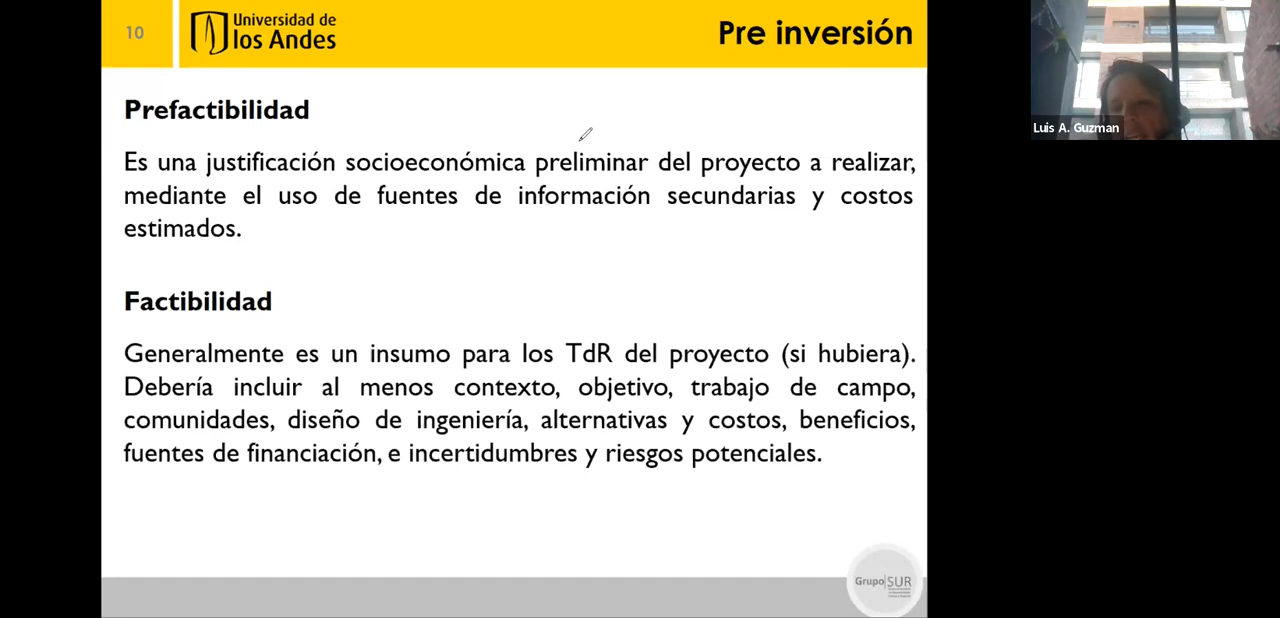 10
Universidad de
los Andes
Pre inversión
Luis A. Guzman
Prefactibilidad
Es una justificación socioeconómica preliminar del proyecto a realizar,
mediante el uso de fuentes de información secundarias y costos
estimados.
Factibilidad
Generalmente es un insumo para los TdR del proyecto (si hubiera).
Debería incluir al menos contexto, objetivo, trabajo de campo,
comunidades, diseño de ingeniería, alternativas y costos, beneficios,
fuentes de financiación, e incertidumbres y riesgos potenciales.
Grupo|SUR